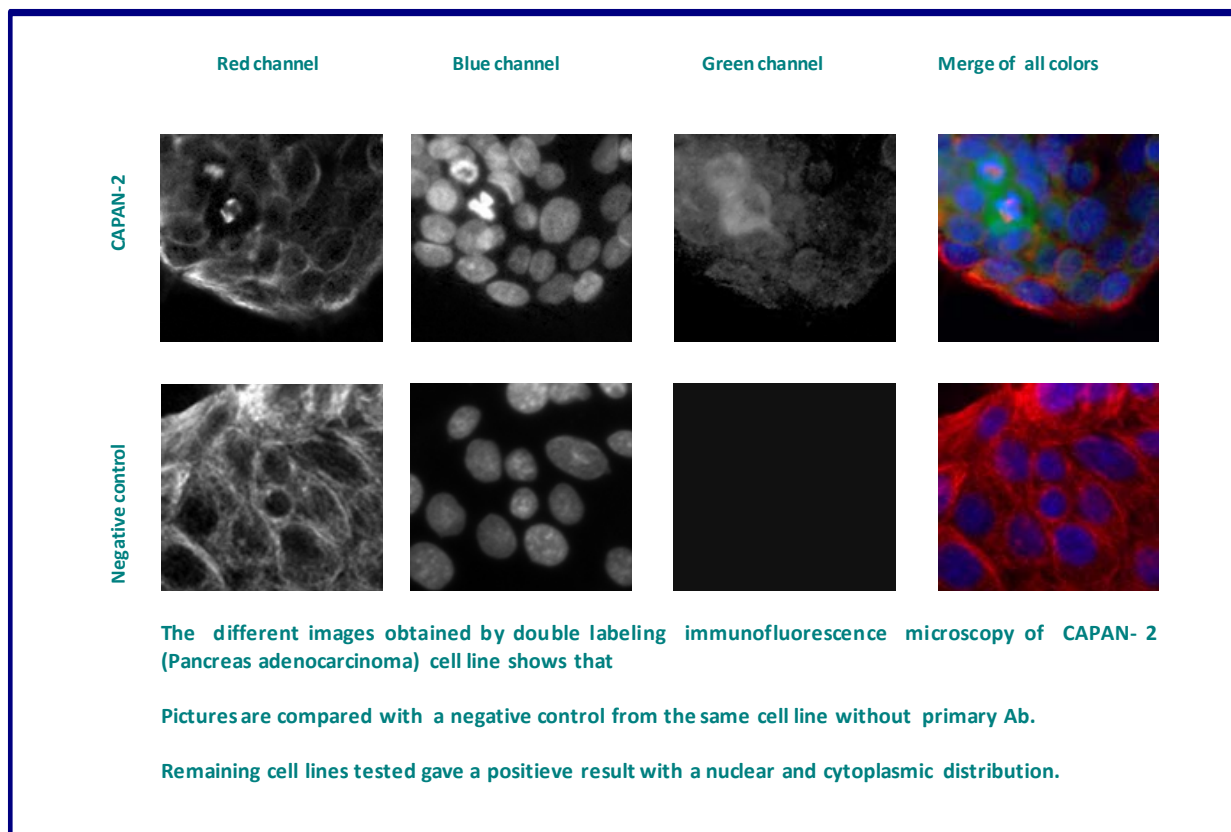 Red channel Blue channel Green channel Merge of all colors
CAPAN-2
Negative control
The different images obtained by double labeling immunofluorescence microscopy of CAPAN- 2
(Pancreas adenocarcinoma) cell line shows that
Pictures are compared with a negative control from the same cell line without primary Ab.
Remaining cell lines tested gave a positieve result with a nuclear and cytoplasmic distribution.